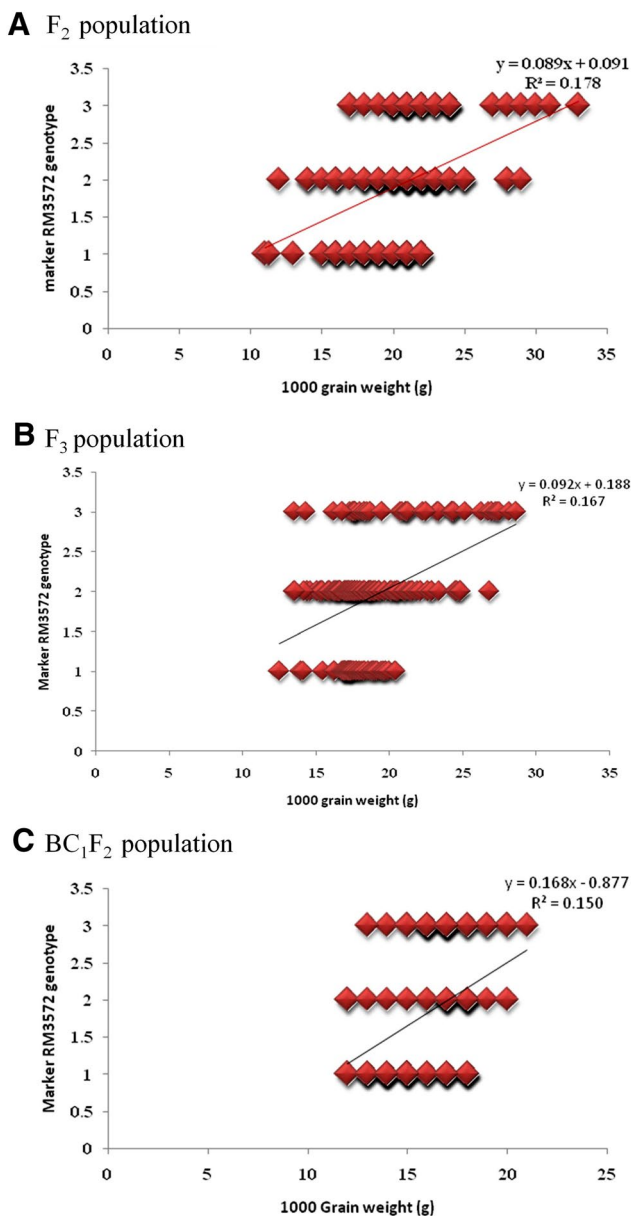 A F₂ population
y = 0.089x + 0.091
R² = 0.178
marker RM3572 genotype
3.5
3
2.5
2
1.5
1
0.5
0
0 5 10 15 20 25 30 35
1000 grain weight (g)
B F₃ population
y = 0.092x + 0.188
R² = 0.167
Marker RM3572 genotype
3.5
3
2.5
2
1.5
1
0.5
0
0 5 10 15 20 25 30 35
1000 grain weight (g)
C BC₁F₂ population
y = 0.168x - 0.877
R² = 0.150
Marker RM3572 genotype
3.5
3
2.5
2
1.5
1
0.5
0
0 5 10 15 20 25
1000 Grain weight (g)